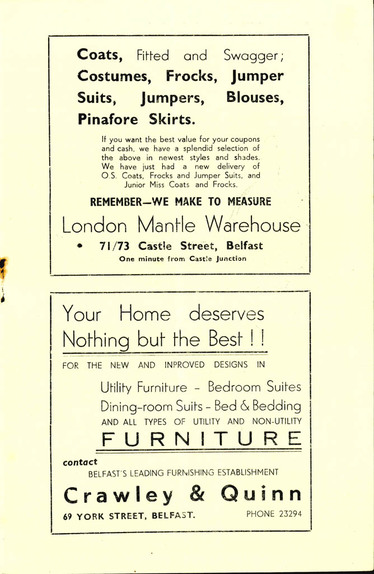 Coats, Fitted and Swagger;
Costumes, Frocks, Jumper
Suits, Jumpers, Blouses,
Pinafore Skirts.
If you want the best value for your coupons
and cash, we have a splendid selection of
the above in newest styles and shades.
We have just had a new delivery of
O.S. Coats, Frocks and Jumper Suits, and
Junior Miss Coats and Frocks.
REMEMBER—WE MAKE TO MEASURE
London Mantle Warehouse
• 71/73 Castle Street, Belfast
One minute from Castle Junction
Your Home deserves
Nothing but the Best ! !
FOR THE NEW AND INPROVED DESIGNS IN
Utility Furniture - Bedroom Suites
Dining-room Suits - Bed & Bedding
AND ALL TYPES OF UTILITY AND NON-UTILITY
FURNITURE
contact
BELFAST'S LEADING FURNISHING ESTABLISHMENT
Crawley & Quinn
69 YORK STREET, BELFAST. PHONE 23294